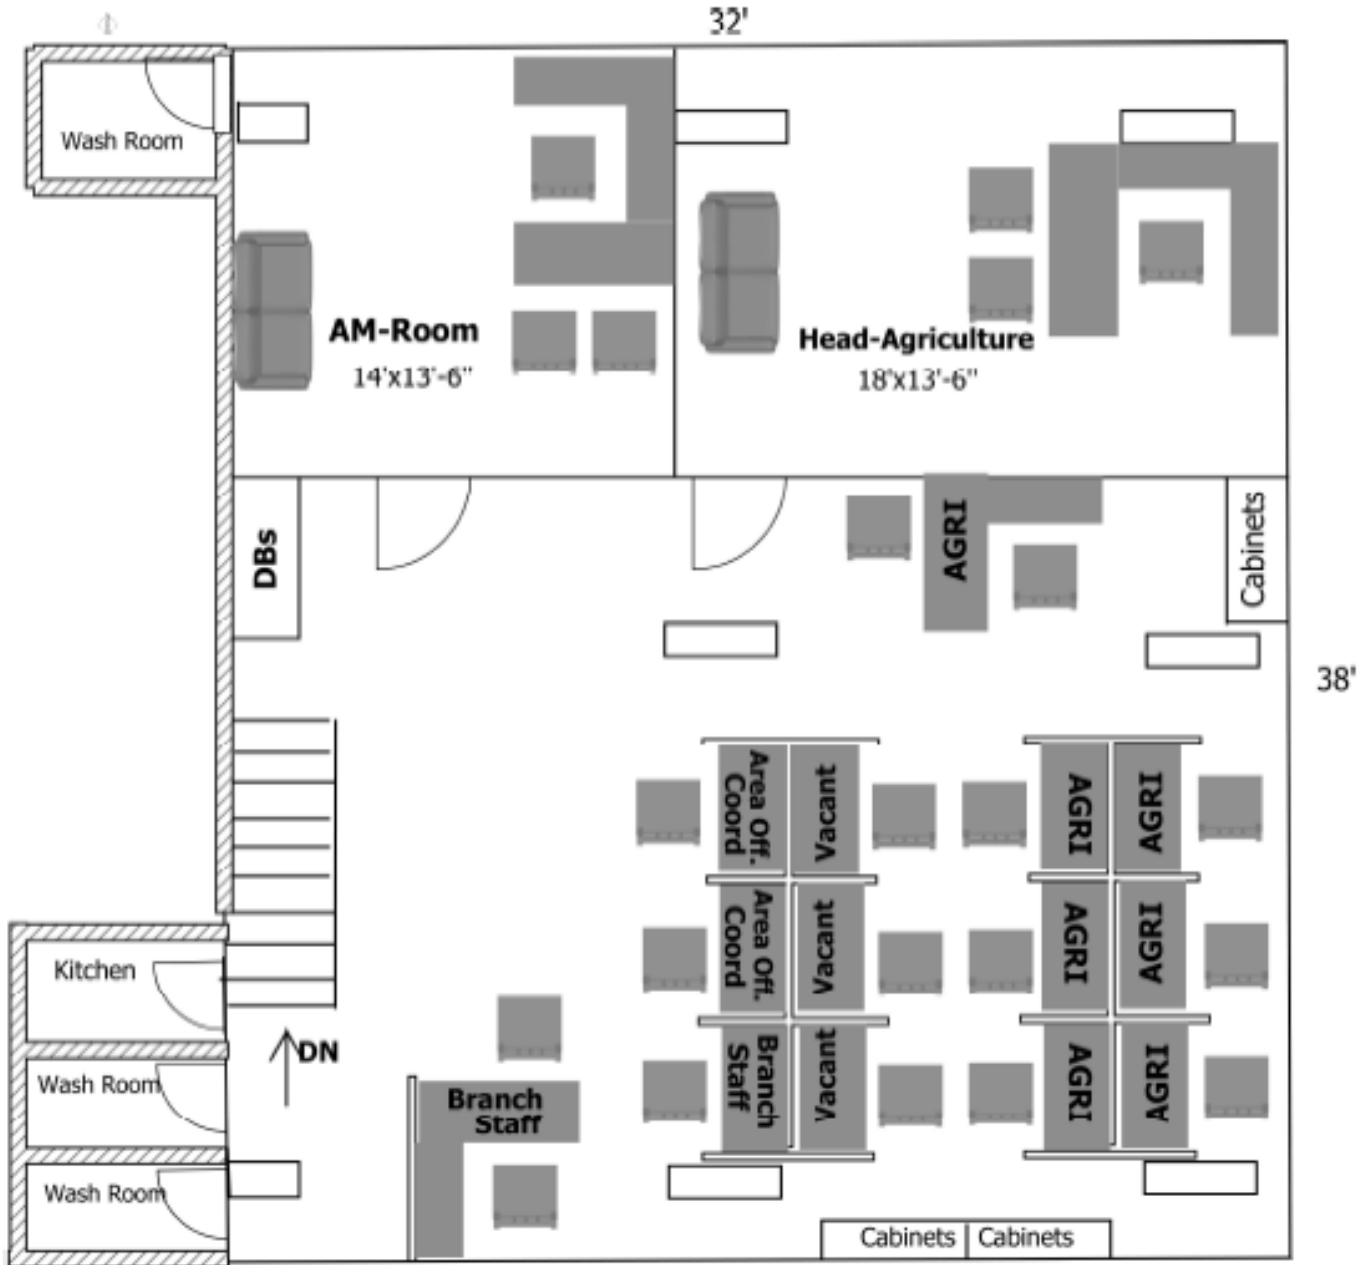 32'
Wash Room
AM-Room
14'x13'-6"
Head-Agriculture
18'x13'-6"
DBs
AGRI
Cabinets
38'
Area Off.
Coord
Vacant
AGRI
AGRI
Area Off.
Coord
Vacant
AGRI
AGRI
Kitchen
DN
Branch
Staff
Vacant
AGRI
AGRI
Wash Room
Branch
Staff
Wash Room
Cabinets
Cabinets